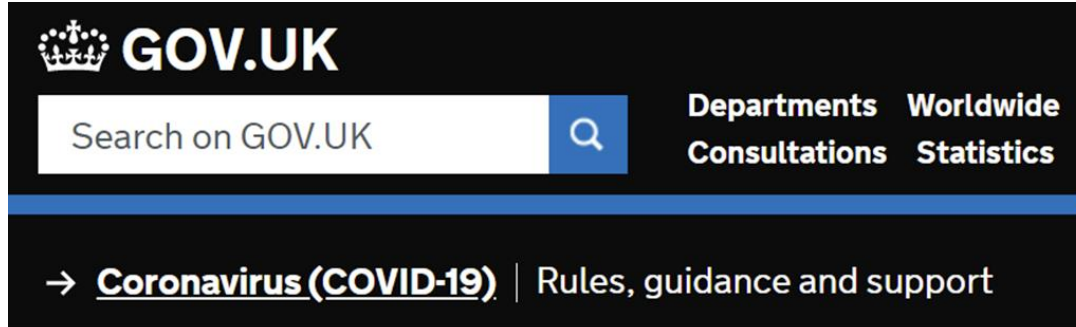 GOV.UK
Search on GOV.UK
Departments Worldwide
Consultations Statistics
→ Coronavirus (COVID-19) | Rules, guidance and support